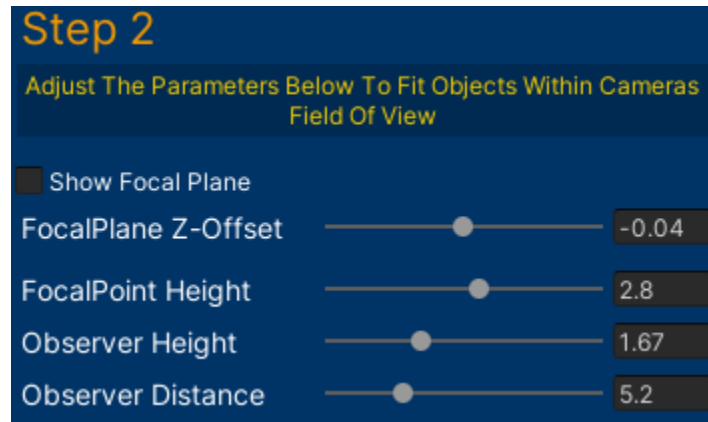 Step 2
Adjust The Parameters Below To Fit Objects Within Cameras
Field Of View
Show Focal Plane
FocalPlane Z-Offset -0.04
FocalPoint Height 2.8
Observer Height 1.67
Observer Distance 5.2